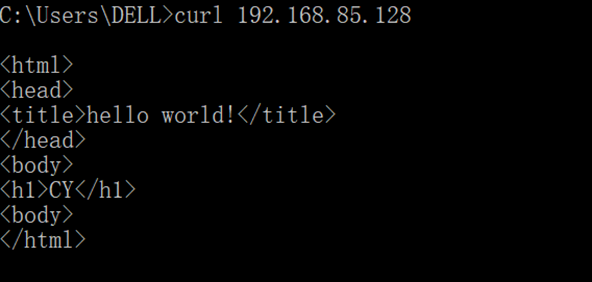 C:\Users\DELL>curl 192.168.85.128
<html>
<head>
<title>hello world!</title>
</head>
<body>
<h1>CY</h1>
<body>
</html>